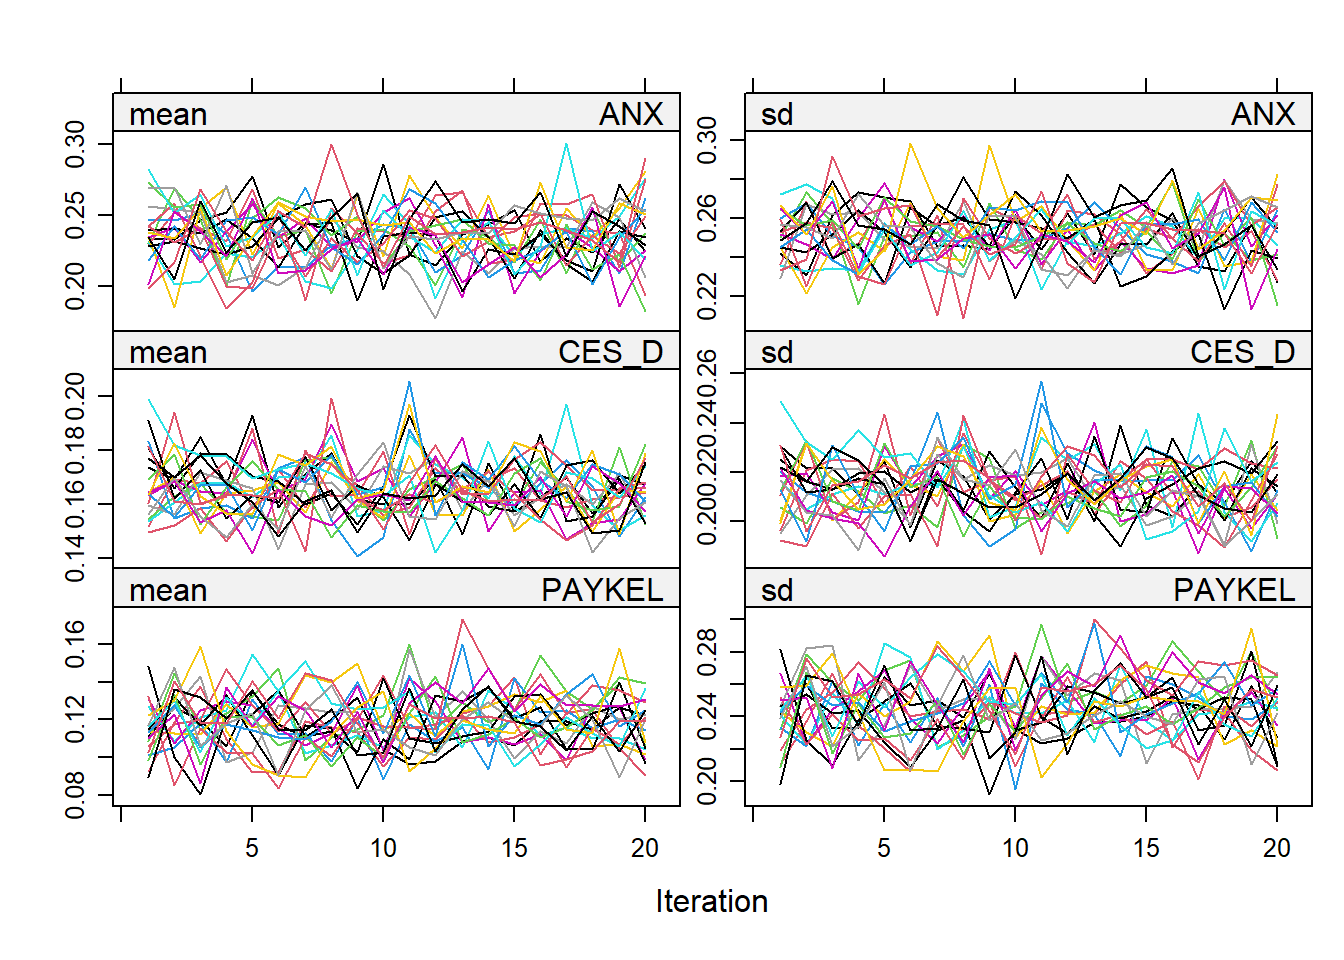 mean ANX
0.30
0.25
0.20
sd ANX
0.30
0.26
0.22
mean CES_D
0.20
0.18
0.16
0.14
sd CES_D
0.26
0.24
0.22
0.20
mean PAYKEL
0.16
0.12
0.08
sd PAYKEL
0.28
0.24
0.20
5 10 15 20
5 10 15 20
Iteration